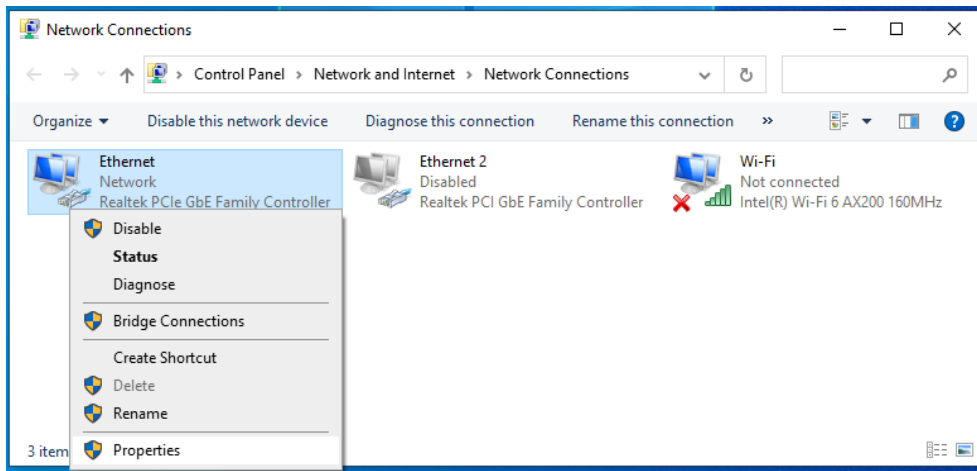 Network Connections
Control Panel > Network and Internet > Network Connections
Organize Disable this network device Diagnose this connection Rename this connection »
Ethernet
Network
Realtek PCIe GbE Family Controller
Ethernet 2
Disabled
Realtek PCI GbE Family Controller
Wi-Fi
Not connected
Intel(R) Wi-Fi 6 AX200 160MHz
Disable
Status
Diagnose
Bridge Connections
Create Shortcut
Delete
Rename
Properties
3 item